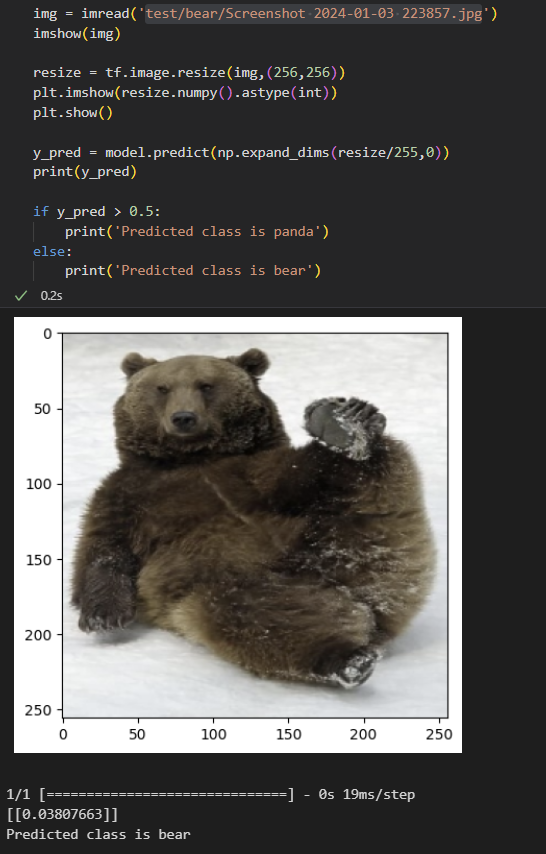 img = imread('test/bear/Screenshot 2024-01-03 223857.jpg')
imshow(img)
resize = tf.image.resize(img,(256,256))
plt.imshow(resize.numpy().astype(int))
plt.show()
y_pred = model.predict(np.expand_dims(resize/255,0))
print(y_pred)
if y_pred > 0.5:
    print('Predicted class is panda')
else:
    print('Predicted class is bear')
0.2s
0
50
100
150
200
250
0 50 100 150 200 250
1/1 [==============================] - 0s 19ms/step
[[0.03807663]]
Predicted class is bear